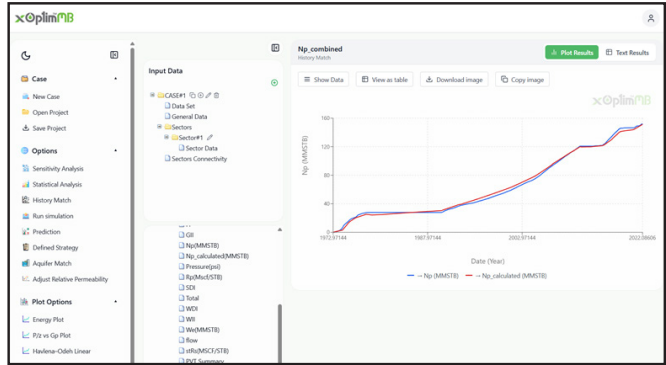 xOptimMB
Case
New Case
Open Project
Save Project
Options
Sensitivity Analysis
Statistical Analysis
History Match
Run simulation
Prediction
Defined Strategy
Aquifer Match
Adjust Relative Permeability
Plot Options
Energy Plot
P/z vs Gp Plot
Havlena-Odeh Linear
Input Data
CASE#1
Data Set
General Data
Sectors
Sector#1
Sector Data
Sectors Connectivity
GII
Np(MMSTB)
Np_calculated(MMSTB)
Pressure(psi)
Rp(Mscf/STB)
SDI
Total
WDI
WII
We(MMSTB)
flow
stRs(MSCF/STB)
PVT Summary
Np_combined
History Match
Plot Results
Text Results
Show Data
View as table
Download image
Copy image
xOptimMB
Np (MMSTB)
160
120
80
40
0
1972.97144
1987.97144
2002.97144
2022.08606
Date (Year)
Np (MMSTB)
Np_calculated (MMSTB)